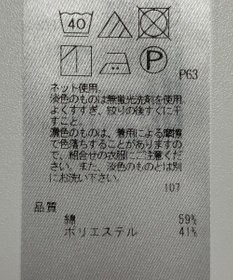 40
P
P63
ネット使用。
淡色のものは無蛍光洗剤を使用。
よくすすぎ、絞りの後すぐに干
すこと。
濃色のものは、着用による摩擦
で色落ちすることがありますの
で、組合せの衣服にご注意くださ
い。また、淡色のものとは別
にお洗い下さい。
107
品質
綿 59%
ポリエステル 41%